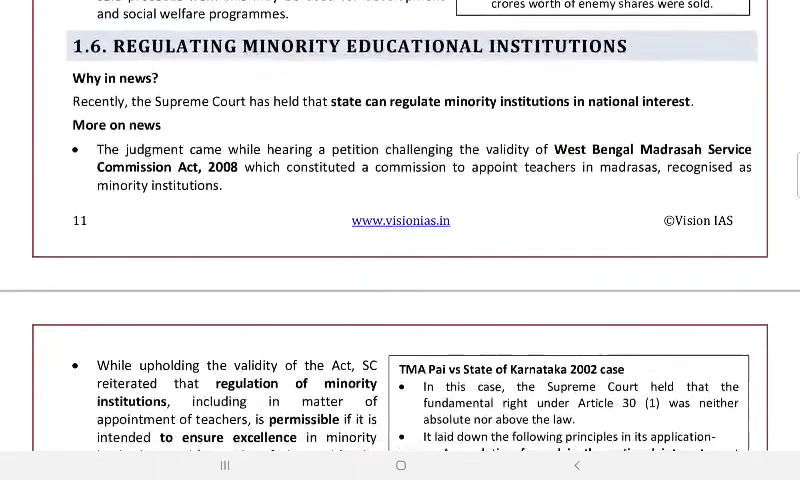 and social welfare programmes.
crores worth of enemy shares were sold.
1.6. REGULATING MINORITY EDUCATIONAL INSTITUTIONS
Why in news?
Recently, the Supreme Court has held that state can regulate minority institutions in national interest.
More on news
• The judgment came while hearing a petition challenging the validity of West Bengal Madrasah Service
Commission Act, 2008 which constituted a commission to appoint teachers in madrasas, recognised as
minority institutions.
11 www.visionias.in ©Vision IAS
• While upholding the validity of the Act, SC
reiterated that regulation of minority
institutions, including in matter of
appointment of teachers, is permissible if it is
intended to ensure excellence in minority
TMA Pai vs State of Karnataka 2002 case
• In this case, the Supreme Court held that the
fundamental right under Article 30 (1) was neither
absolute nor above the law.
• It laid down the following principles in its application-